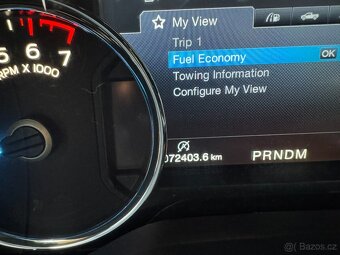 My View
Trip 1
Fuel Economy OK
Towing Information
Configure My View
6 7
RPM X 1000
072403.6 km
PRNDM
Bazos.cz